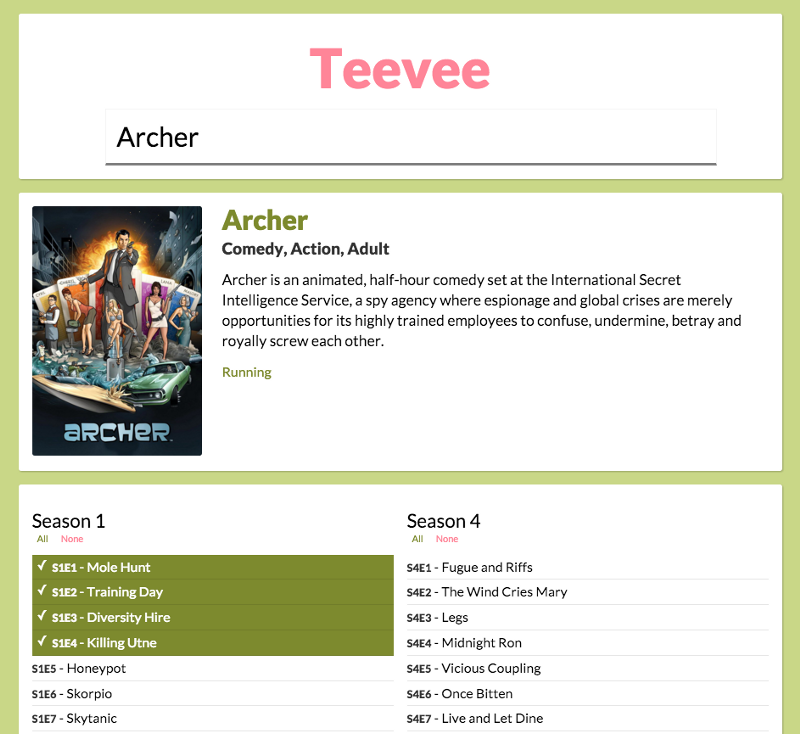 Teevee
Archer
ARCHER
Archer
Comedy, Action, Adult
Archer is an animated, half-hour comedy set at the International Secret
Intelligence Service, a spy agency where espionage and global crises are merely
opportunities for its highly trained employees to confuse, undermine, betray and
royally screw each other.
Running
Season 1
All None
✓ S1E1 - Mole Hunt
✓ S1E2 - Training Day
✓ S1E3 - Diversity Hire
✓ S1E4 - Killing Utne
S1E5 - Honeypot
S1E6 - Skorpio
S1E7 - Skytanic
Season 4
All None
S4E1 - Fugue and Riffs
S4E2 - The Wind Cries Mary
S4E3 - Legs
S4E4 - Midnight Ron
S4E5 - Vicious Coupling
S4E6 - Once Bitten
S4E7 - Live and Let Dine